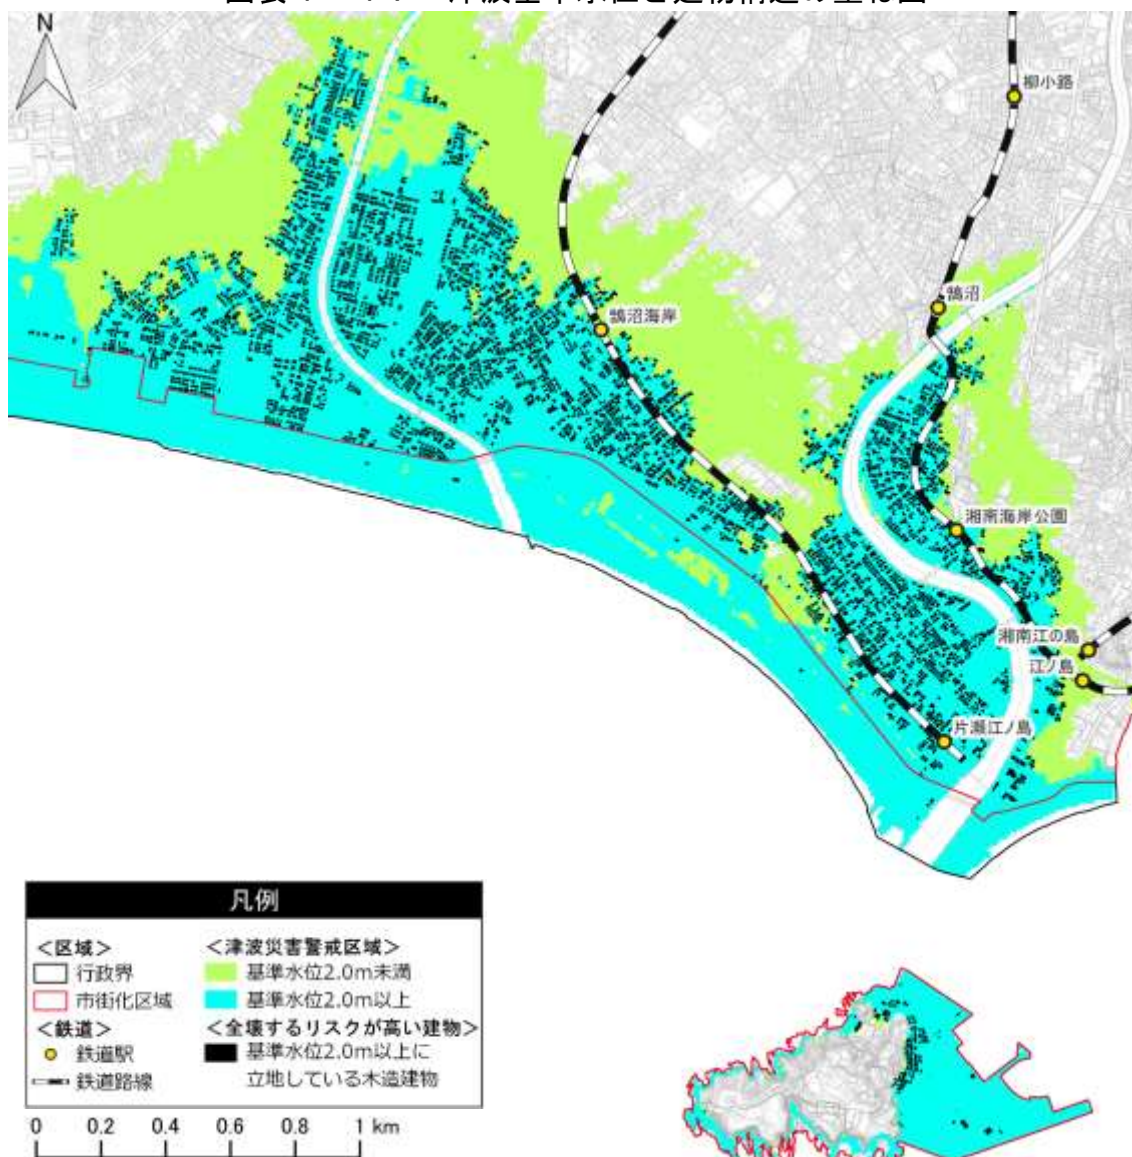 N
柳小路
鵠沼
鵠沼海岸
湘南海岸公園
湘南江の島
江ノ島
片瀬江ノ島
凡例
＜区域＞
行政界
市街化区域
＜鉄道＞
鉄道駅
鉄道路線
＜津波災害警戒区域＞
基準水位2.0m未満
基準水位2.0m以上
＜全壊するリスクが高い建物＞
基準水位2.0m以上に
立地している木造建物
0 0.2 0.4 0.6 0.8 1 km